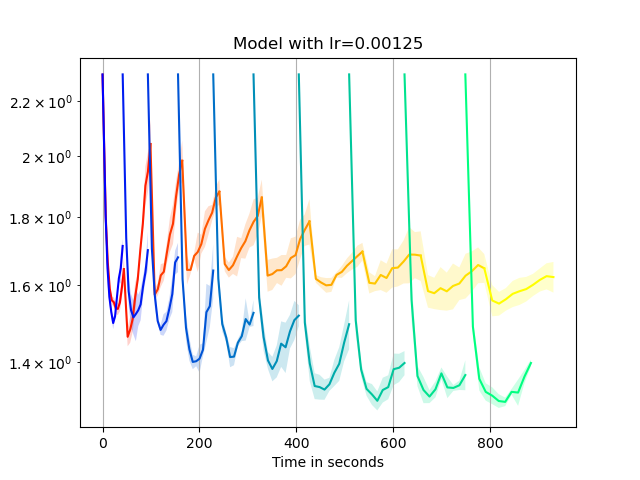 Model with lr=0.00125
2.2 × 10⁰
2 × 10⁰
1.8 × 10⁰
1.6 × 10⁰
1.4 × 10⁰
0 200 400 600 800
Time in seconds